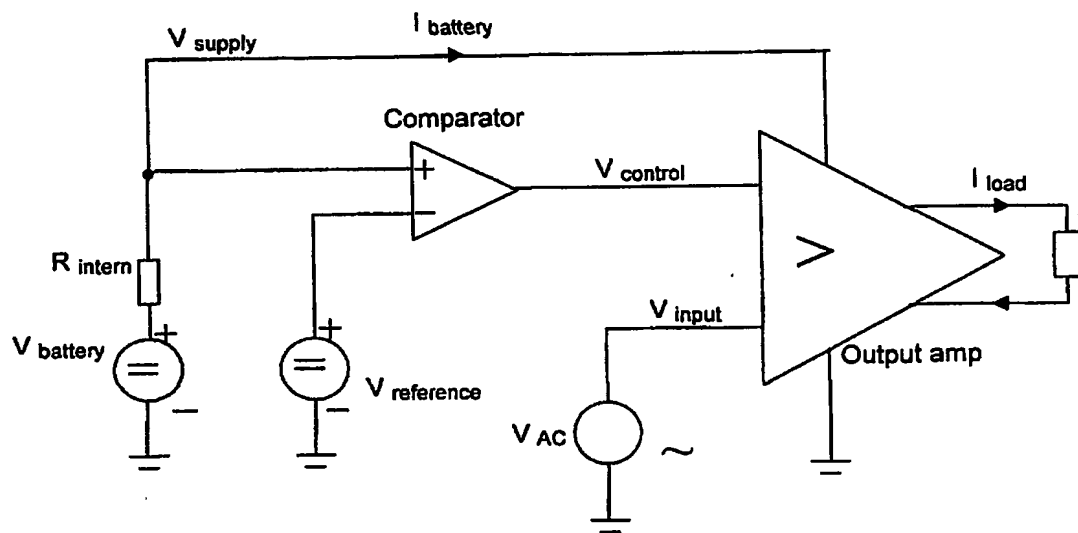 I battery
V supply
Comparator
+
V control
I load
−
R intern
>
V input
+
+
V battery
=
=
Output amp
−
−
V reference
V AC
~